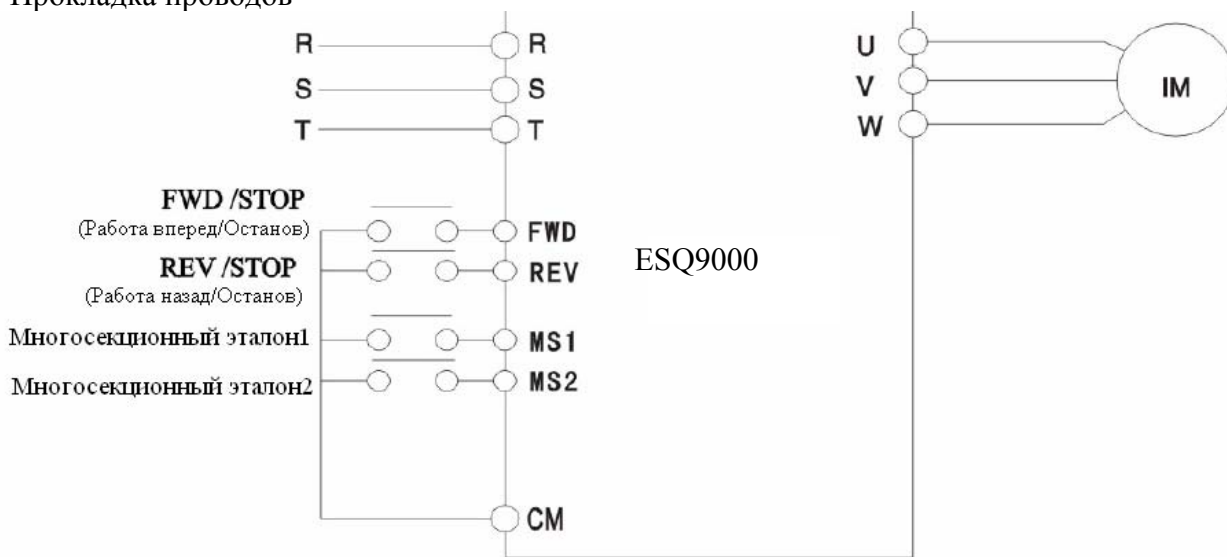 Прокладка проводов
R R U
S S V IM
T T W
FWD /STOP
(Работа вперед/Останов) FWD
REV /STOP REV ESQ9000
(Работа назад/Останов)
Многосекционный эталон1 MS1
Многосекционный эталон2 MS2
CM